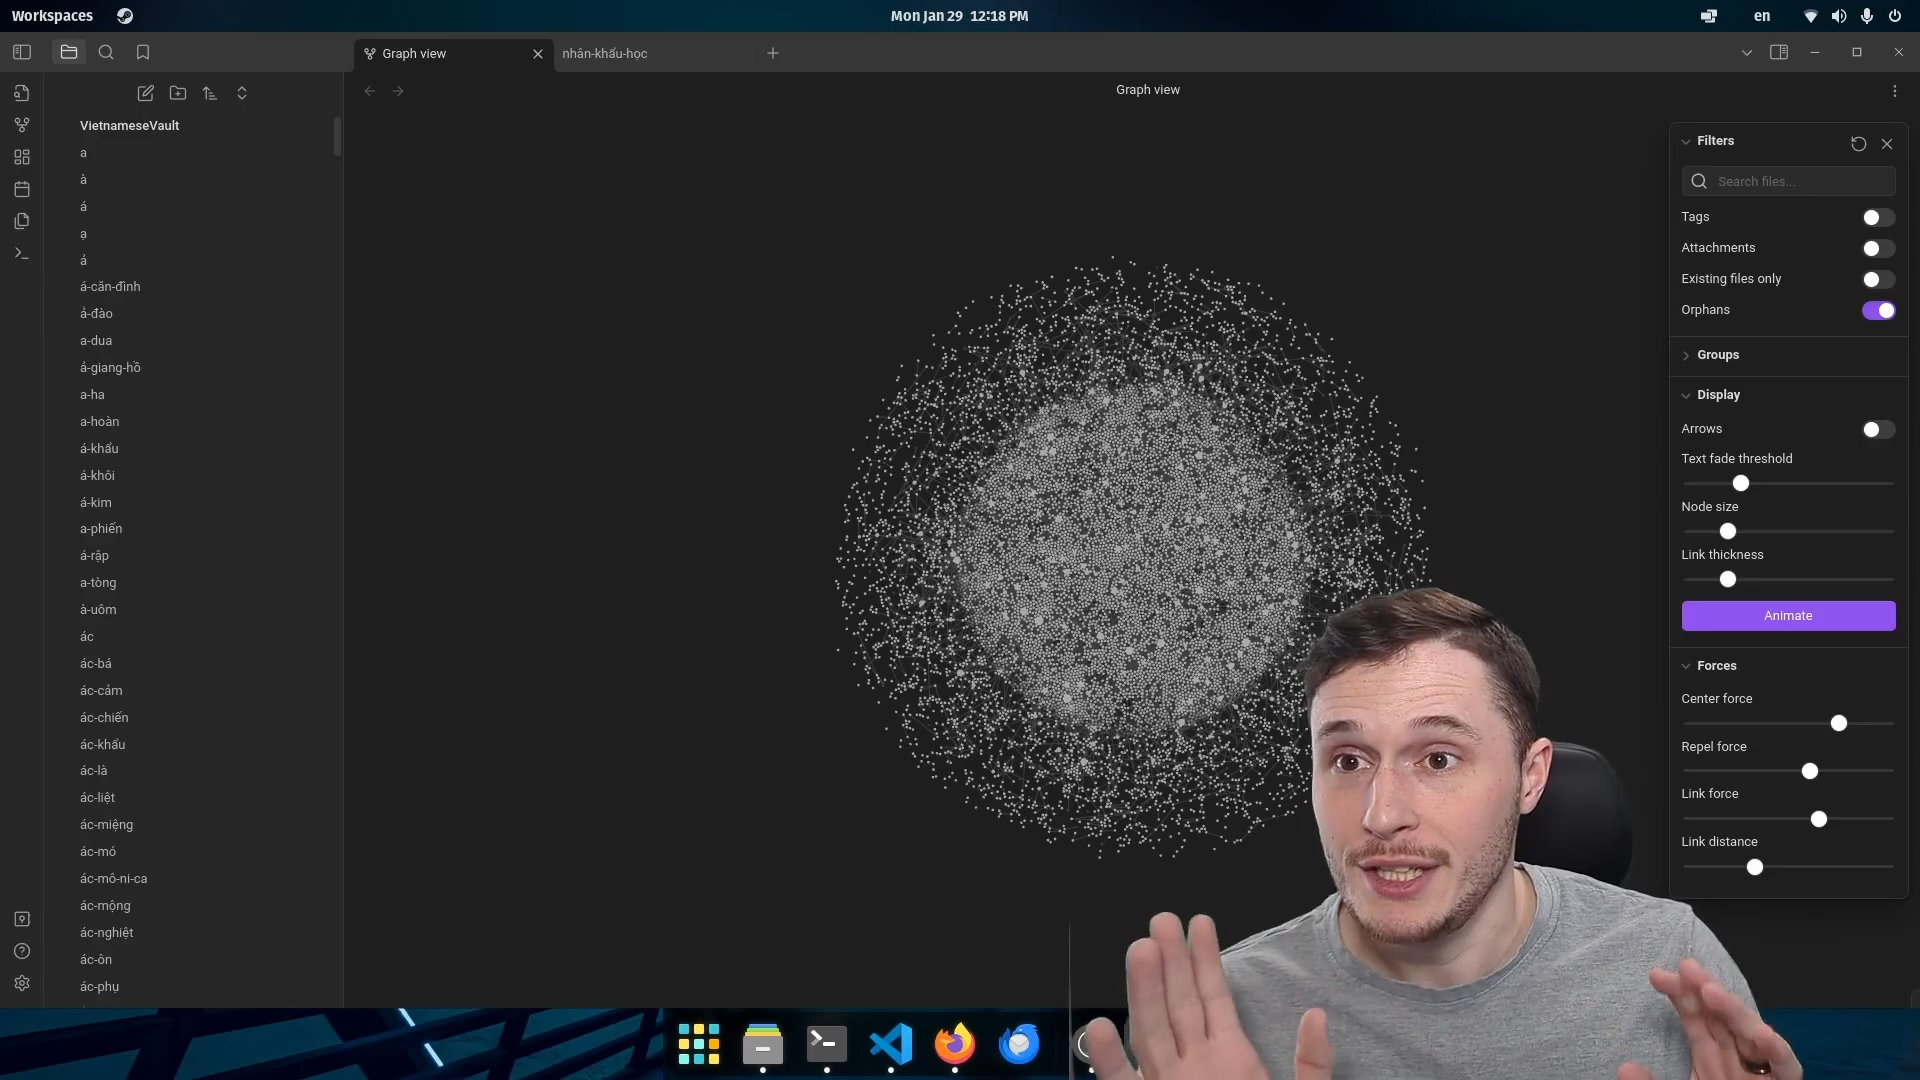 Workspaces
Mon Jan 29 12:18 PM
en
Graph view
nhân-khẩu-học
Graph view
VietnameseVault
a
à
á
ạ
ả
á-căn-đình
ả-đào
a-dua
ả-giang-hồ
a-ha
a-hoàn
á-khẩu
á-khôi
á-kim
a-phiến
á-rập
a-tòng
à-uôm
ác
ác-bá
ác-cảm
ác-chiến
ác-khẩu
ác-là
ác-liệt
ác-miệng
ác-mó
ác-mô-ni-ca
ác-mộng
ác-nghiệt
ác-ôn
ác-phụ
Filters
Search files...
Tags
Attachments
Existing files only
Orphans
Groups
Display
Arrows
Text fade threshold
Node size
Link thickness
Animate
Forces
Center force
Repel force
Link force
Link distance